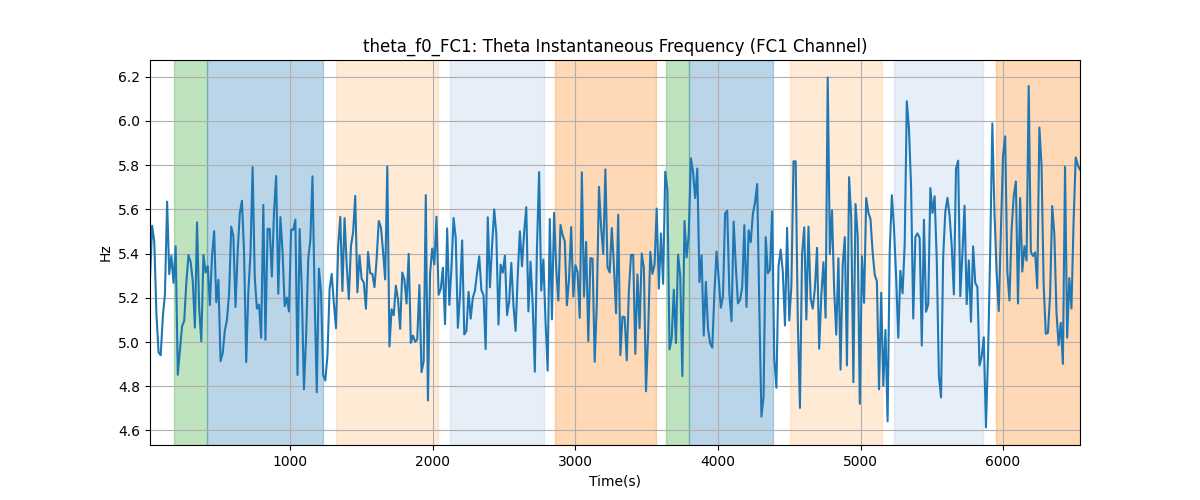 theta_f0_FC1: Theta Instantaneous Frequency (FC1 Channel)
6.2
6.0
5.8
5.6
5.4
5.2
5.0
4.8
4.6
Hz
1000 2000 3000 4000 5000 6000
Time(s)